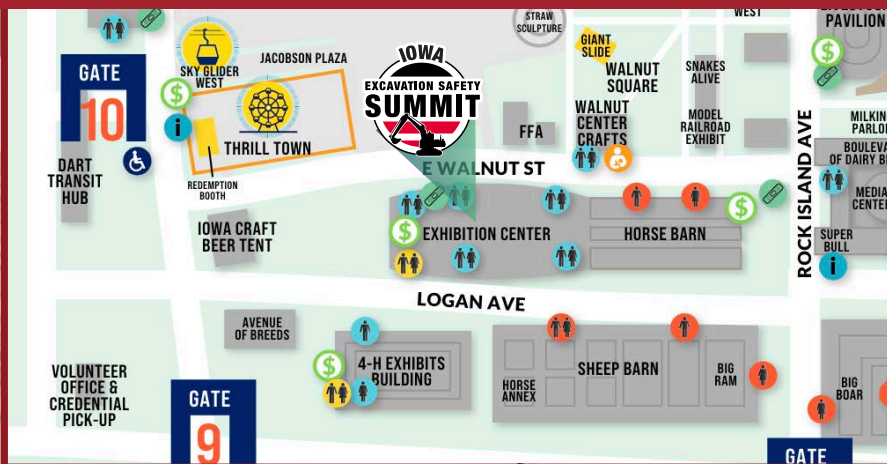 STRAW
SCULPTURE
WEST
PAVILION
GATE
10
SKY GLIDER
WEST
JACOBSON PLAZA
IOWA
EXCAVATION SAFETY
SUMMIT
GIANT
SLIDE
WALNUT
SQUARE
SNAKES
ALIVE
$
$
i
THRILL TOWN
FFA
WALNUT
CENTER
CRAFTS
MODEL
RAILROAD
EXHIBIT
ROCK ISLAND AVE
DART
TRANSIT
HUB
REDEMPTION
BOOTH
E WALNUT ST
SUPER
BULL
i
IOWA CRAFT
BEER TENT
$
EXHIBITION CENTER
HORSE BARN
$
LOGAN AVE
AVENUE
OF BREEDS
$
4-H EXHIBITS
BUILDING
HORSE
ANNEX
SHEEP BARN
BIG
RAM
BIG
BOAR
VOLUNTEER
OFFICE &
CREDENTIAL
PICK-UP
GATE
9
GATE